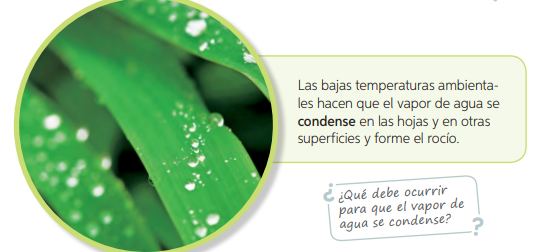 Las bajas temperaturas ambienta-
les hacen que el vapor de agua se
condense en las hojas y en otras
superficies y forme el rocío.
¿Qué debe ocurrir
para que el vapor de
agua se condense?